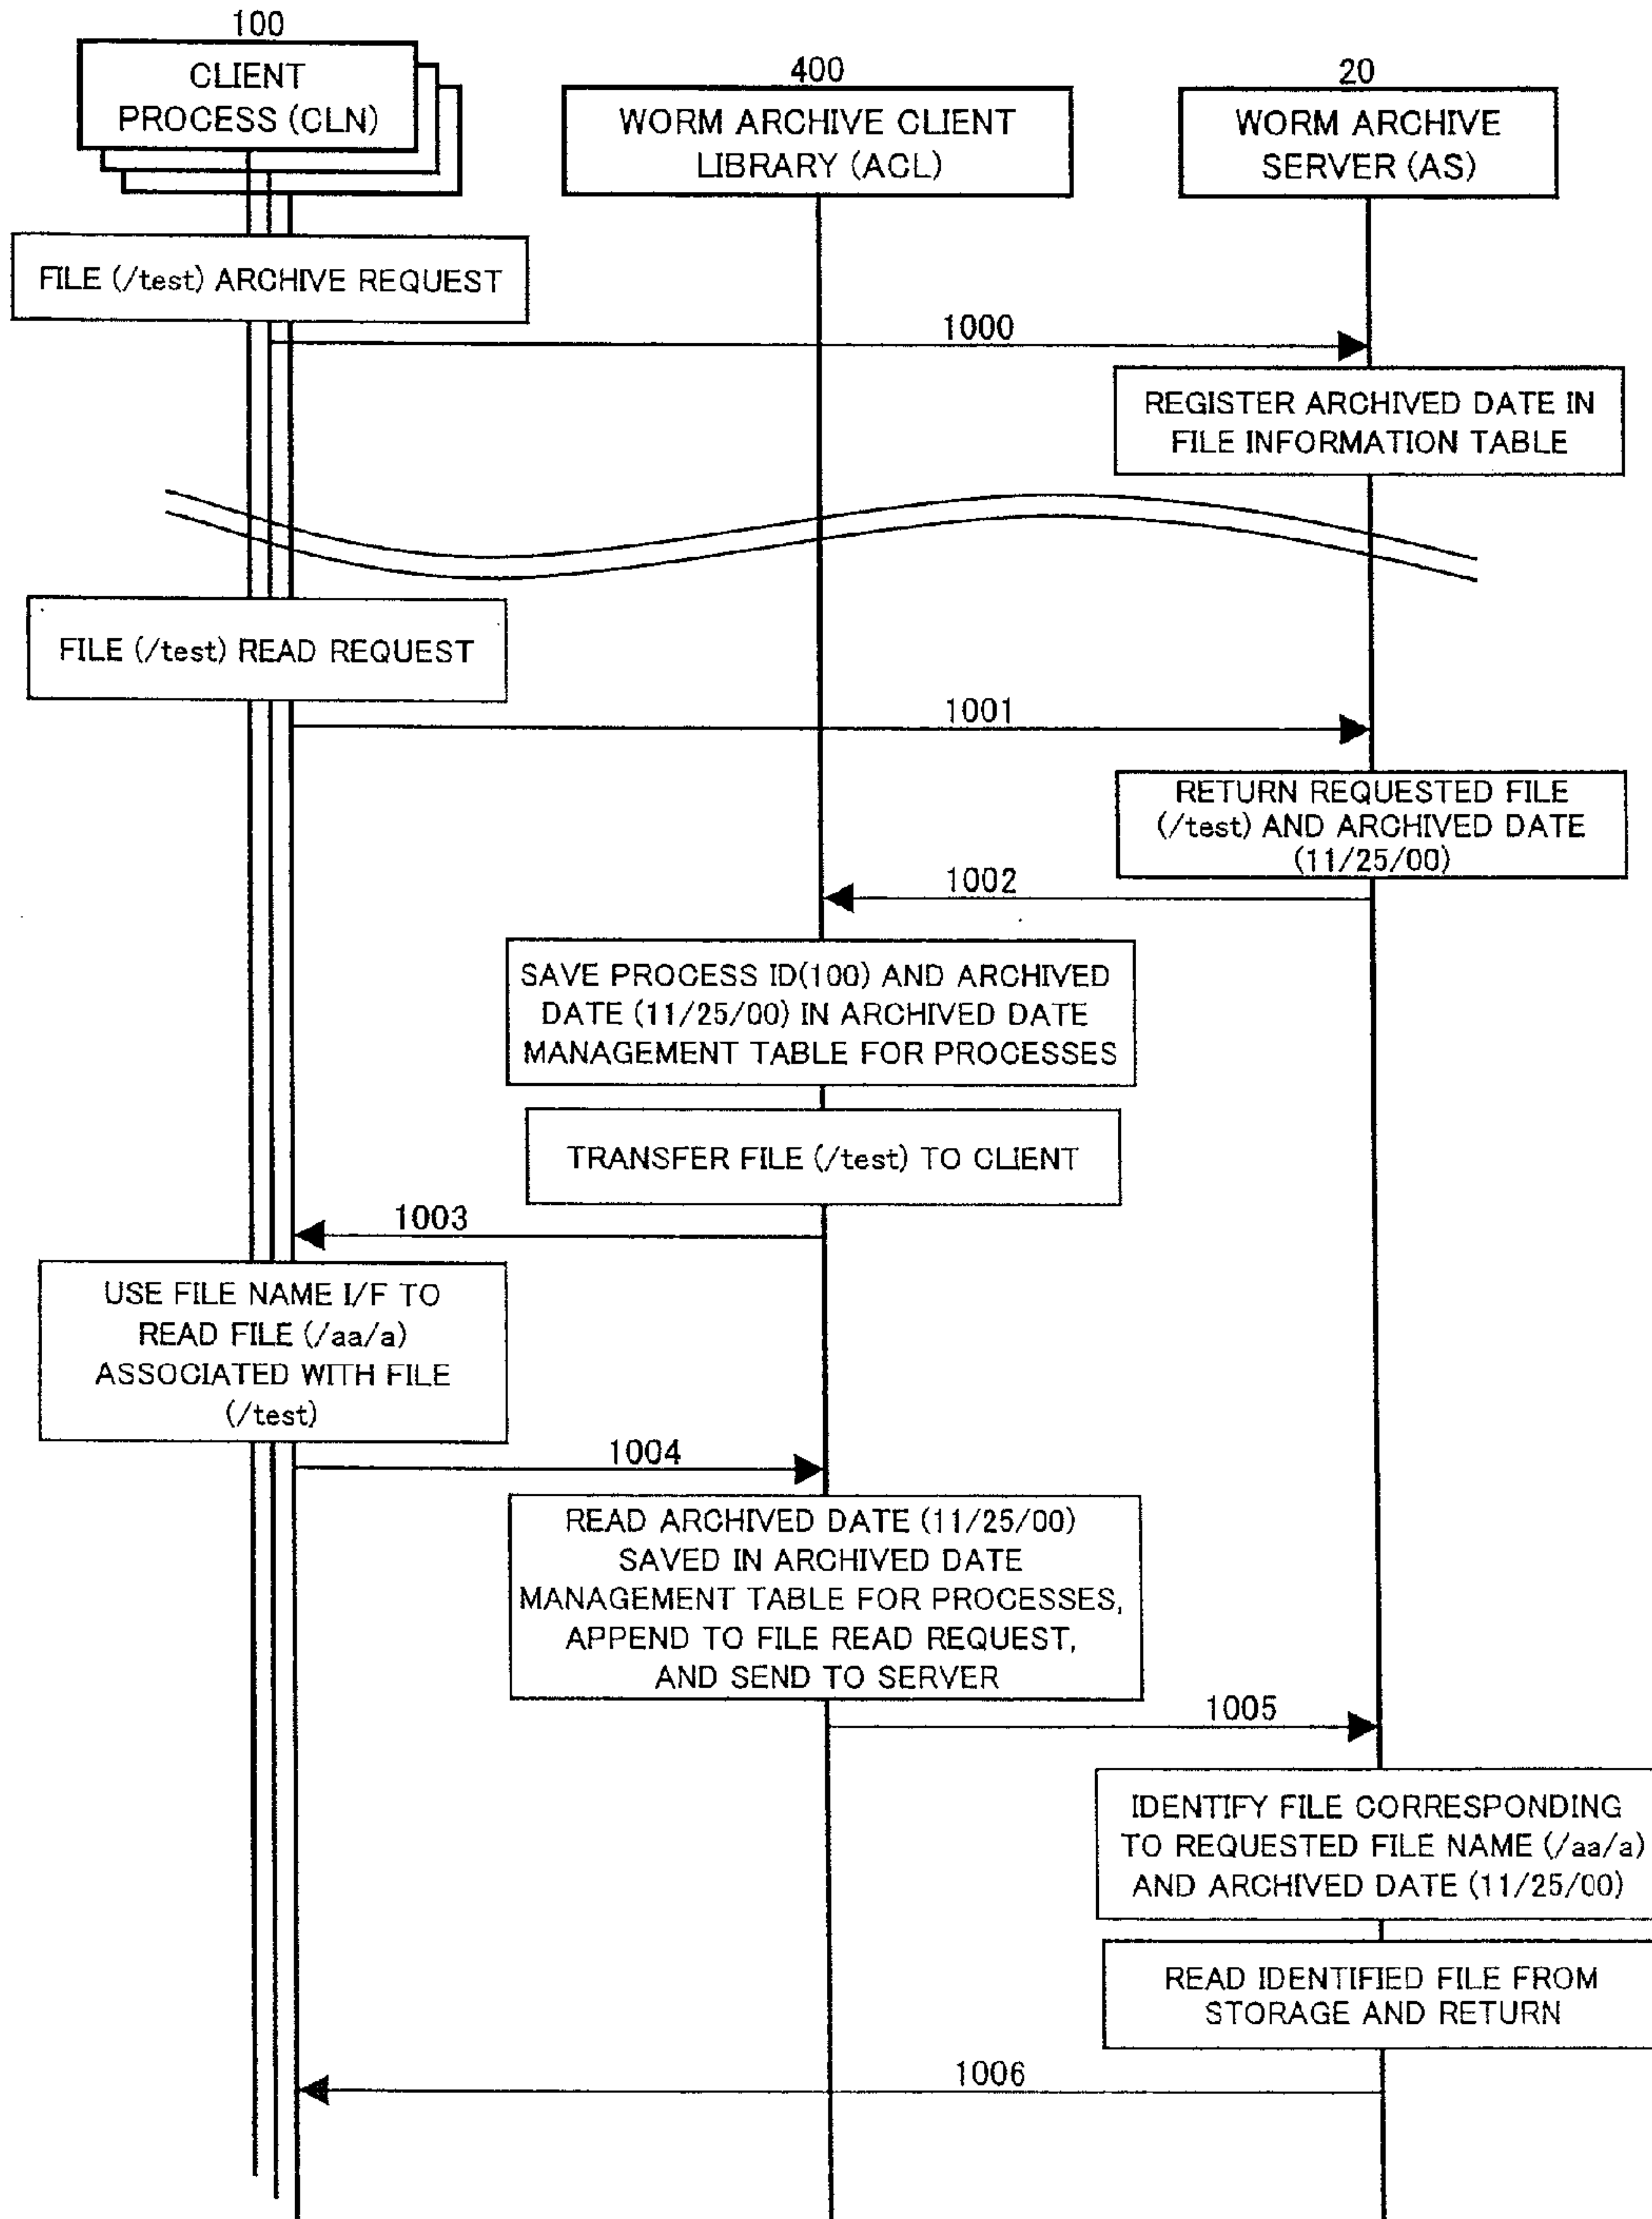 100
CLIENT
PROCESS (CLN)
400
WORM ARCHIVE CLIENT
LIBRARY (ACL)
20
WORM ARCHIVE
SERVER (AS)
FILE (/test) ARCHIVE REQUEST
1000
REGISTER ARCHIVED DATE IN
FILE INFORMATION TABLE
FILE (/test) READ REQUEST
1001
RETURN REQUESTED FILE
(/test) AND ARCHIVED DATE
(11/25/00)
1002
SAVE PROCESS ID(100) AND ARCHIVED
DATE (11/25/00) IN ARCHIVED DATE
MANAGEMENT TABLE FOR PROCESSES
TRANSFER FILE (/test) TO CLIENT
1003
USE FILE NAME I/F TO
READ FILE (/aa/a)
ASSOCIATED WITH FILE
(/test)
1004
READ ARCHIVED DATE (11/25/00)
SAVED IN ARCHIVED DATE
MANAGEMENT TABLE FOR PROCESSES,
APPEND TO FILE READ REQUEST,
AND SEND TO SERVER
1005
IDENTIFY FILE CORRESPONDING
TO REQUESTED FILE NAME (/aa/a)
AND ARCHIVED DATE (11/25/00)
READ IDENTIFIED FILE FROM
STORAGE AND RETURN
1006